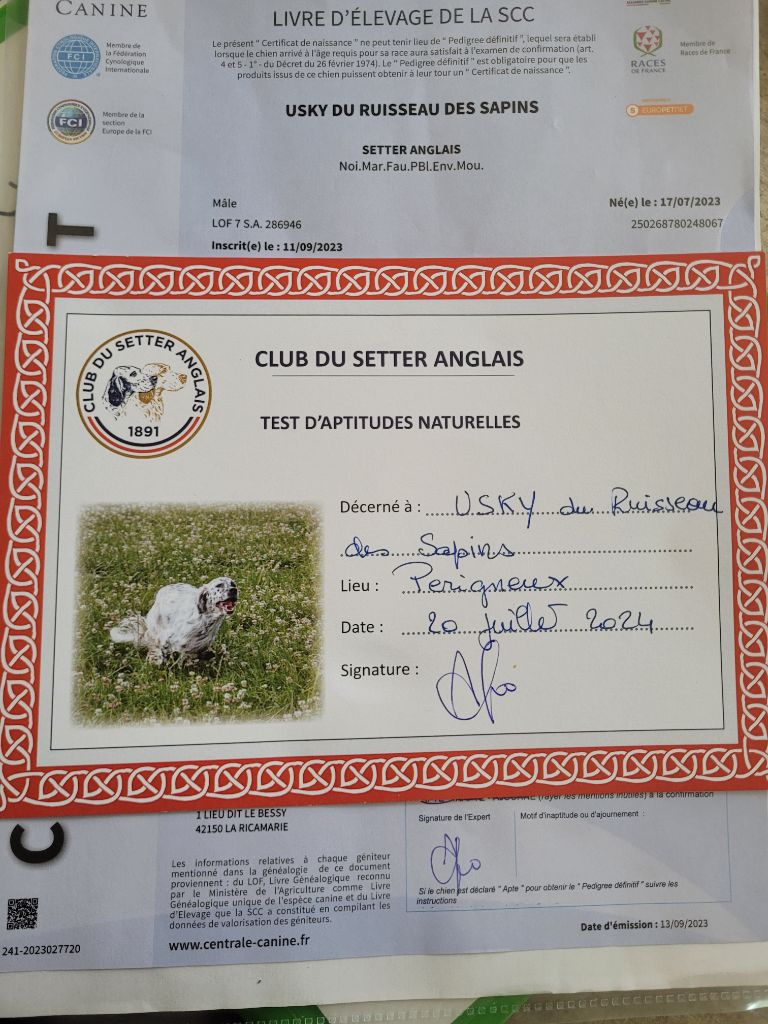 CANINE
LIVRE D'ÉLEVAGE DE LA SCC
Membre de
la Fédération
Cynologique
Internationale
FCI
Le présent " Certificat de naissance " ne peut tenir lieu de " Pedigree définitif ", lequel sera établi
lorsque le chien arrivé à l'âge requis pour sa race aura satisfait à l'examen de confirmation (art.
4 et 5 - 1° - du Décret du 26 février 1974). Le " Pedigree définitif " est obligatoire pour que les
produits issus de ce chien puissent obtenir à leur tour un " Certificat de naissance ".
RACES
DE FRANCE
Membre de
Races de France
FCI
Membre de la
section
Europe de la FCI
EUROPETNET
USKY DU RUISSEAU DES SAPINS
SETTER ANGLAIS
Noi.Mar.Fau.PBl.Env.Mou.
Mâle
Né(e) le : 17/07/2023
LOF 7 S.A. 286946
250268780248067
Inscrit(e) le : 11/09/2023
T
CLUB DU SETTER ANGLAIS
1891
CLUB DU SETTER ANGLAIS
TEST D'APTITUDES NATURELLES
Décerné à : USKY du Ruisseau
des Sapins
Lieu : Perigneux
Date : 20 juillet 2024
Signature :
C
(rayer les mentions inutiles) à la confirmation
1 LIEU DIT LE BESSY
42150 LA RICAMARIE
Signature de l'Expert
Motif d'inaptitude ou d'ajournement :
Les informations relatives à chaque géniteur
mentionné dans la généalogie de ce document
proviennent : du LOF, Livre Généalogique reconnu
par le Ministère de l'Agriculture comme Livre
Généalogique unique de l'espèce canine et du Livre
d'Elevage que la SCC a constitué en compilant les
données de valorisation des géniteurs.
Si le chien est déclaré " Apte " pour obtenir le " Pedigree définitif " suivre les
instructions
www.centrale-canine.fr
Date d'émission : 13/09/2023
241-2023027720